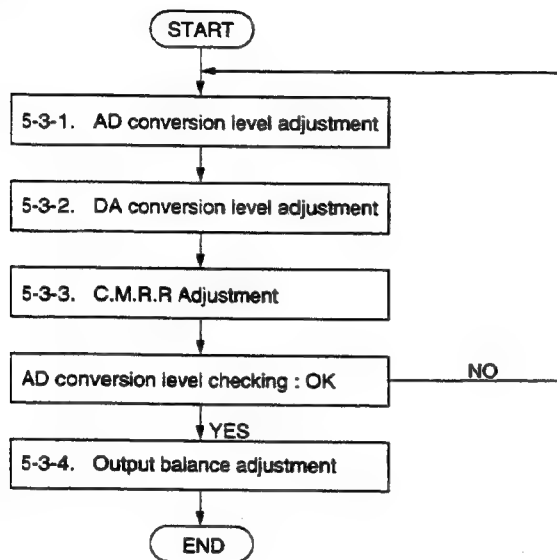 START
5-3-1. AD conversion level adjustment
5-3-2. DA conversion level adjustment
5-3-3. C.M.R.R Adjustment
AD conversion level checking : OK
NO
YES
5-3-4. Output balance adjustment
END